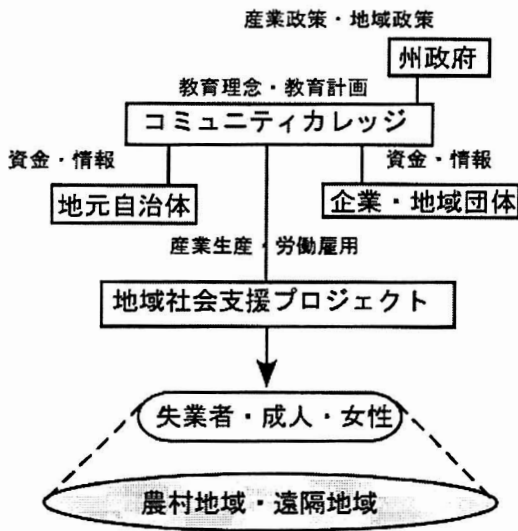 産業政策・地域政策
州政府
教育理念・教育計画
コミュニティカレッジ
資金・情報
資金・情報
地元自治体
企業・地域団体
産業生産・労働雇用
地域社会支援プロジェクト
失業者・成人・女性
農村地域・遠隔地域